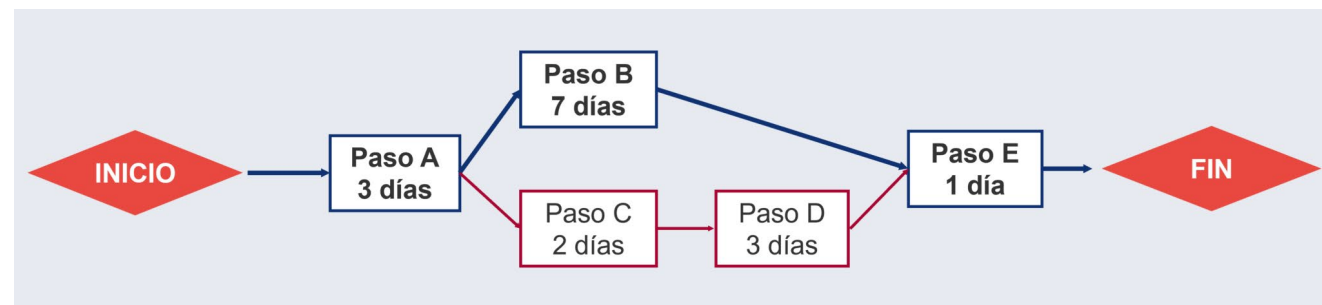 INICIO
Paso A
3 días
Paso B
7 días
Paso C
2 días
Paso D
3 días
Paso E
1 día
FIN